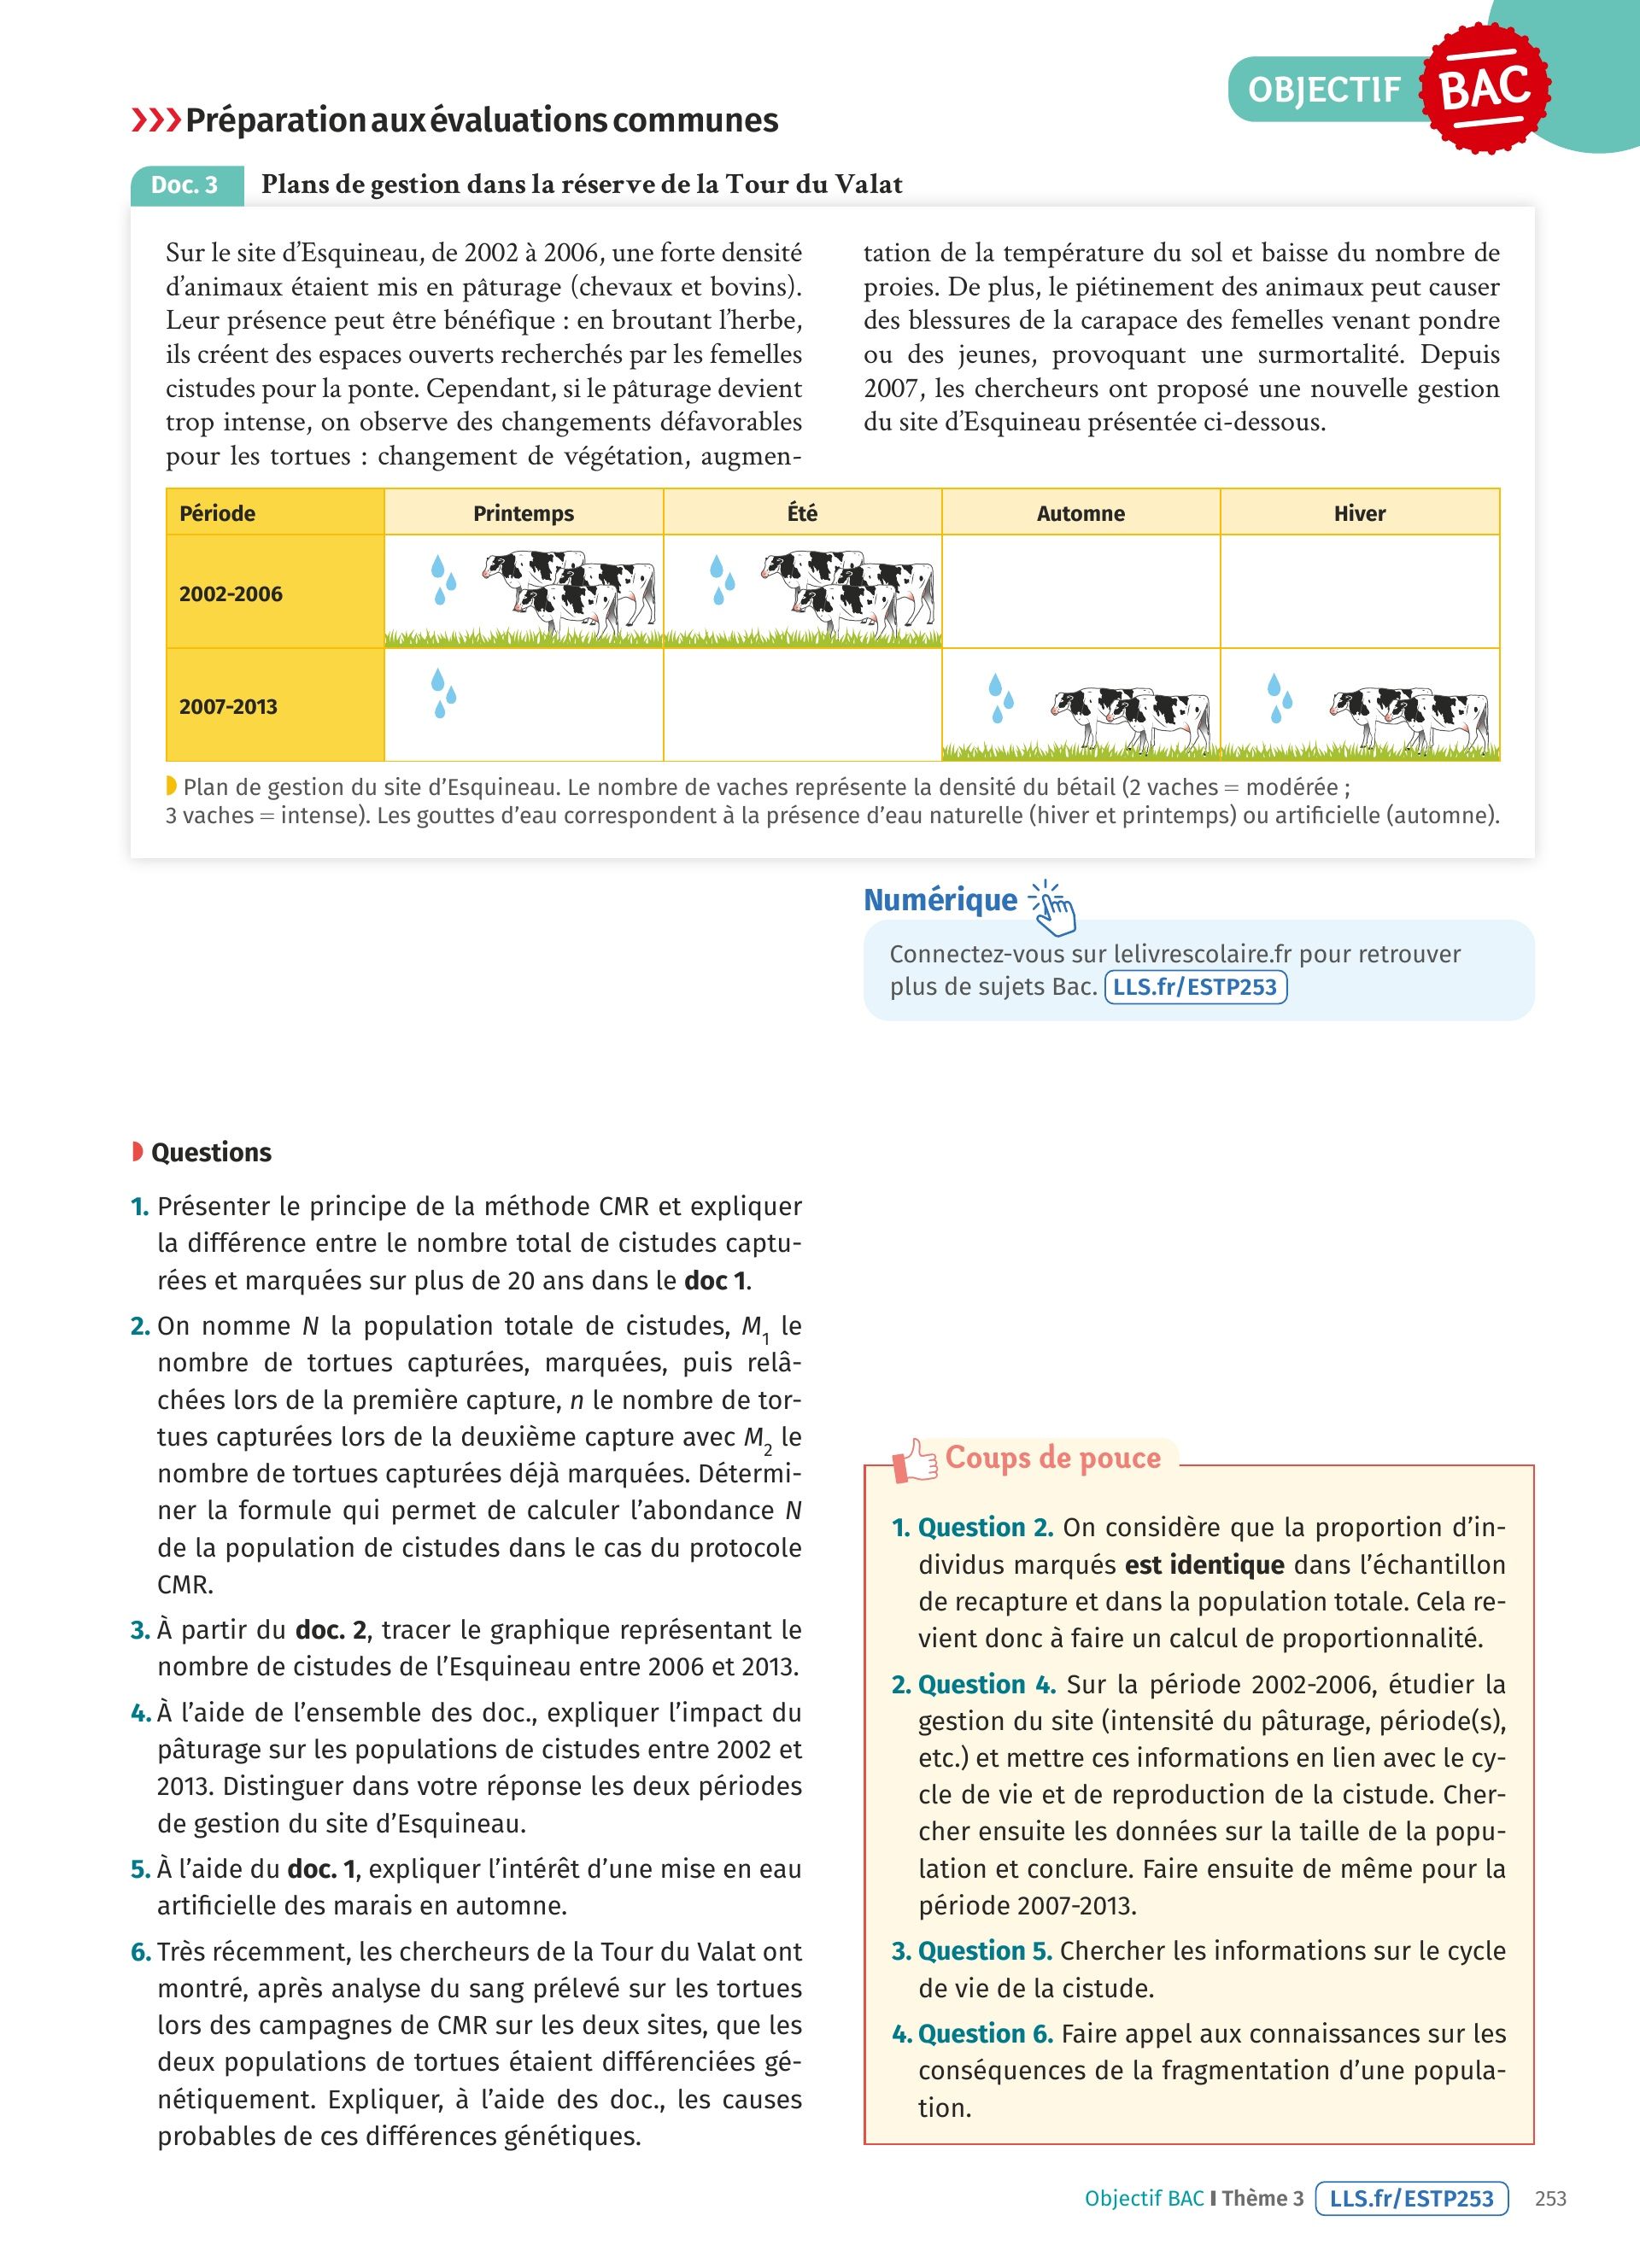 OBJECTIF BAC
Préparation aux évaluations communes
Doc. 3 Plans de gestion dans la réserve de la Tour du Valat
Sur le site d’Esquineau, de 2002 à 2006, une forte densité
d’animaux étaient mis en pâturage (chevaux et bovins).
Leur présence peut être bénéfique : en broutant l’herbe,
ils créent des espaces ouverts recherchés par les femelles
cistudes pour la ponte. Cependant, si le pâturage devient
trop intense, on observe des changements défavorables
pour les tortues : changement de végétation, augmen-
tation de la température du sol et baisse du nombre de
proies. De plus, le piétinement des animaux peut causer
des blessures de la carapace des femelles venant pondre
ou des jeunes, provoquant une surmortalité. Depuis
2007, les chercheurs ont proposé une nouvelle gestion
du site d’Esquineau présentée ci-dessous.
Période Printemps Été Automne Hiver
2002-2006
2007-2013
Plan de gestion du site d’Esquineau. Le nombre de vaches représente la densité du bétail (2 vaches = modérée ;
3 vaches = intense). Les gouttes d’eau correspondent à la présence d’eau naturelle (hiver et printemps) ou artificielle (automne).
Numérique
Connectez-vous sur lelivrescolaire.fr pour retrouver
plus de sujets Bac. LLS.fr/ESTP253
Questions
1. Présenter le principe de la méthode CMR et expliquer
la différence entre le nombre total de cistudes captu-
rées et marquées sur plus de 20 ans dans le doc 1.
2. On nomme N la population totale de cistudes, M1 le
nombre de tortues capturées, marquées, puis relâ-
chées lors de la première capture, n le nombre de tor-
tues capturées lors de la deuxième capture avec M2 le
nombre de tortues capturées déjà marquées. Détermi-
ner la formule qui permet de calculer l’abondance N
de la population de cistudes dans le cas du protocole
CMR.
3. À partir du doc. 2, tracer le graphique représentant le
nombre de cistudes de l’Esquineau entre 2006 et 2013.
4. À l’aide de l’ensemble des doc., expliquer l’impact du
pâturage sur les populations de cistudes entre 2002 et
2013. Distinguer dans votre réponse les deux périodes
de gestion du site d’Esquineau.
5. À l’aide du doc. 1, expliquer l’intérêt d’une mise en eau
artificielle des marais en automne.
6. Très récemment, les chercheurs de la Tour du Valat ont
montré, après analyse du sang prélevé sur les tortues
lors des campagnes de CMR sur les deux sites, que les
deux populations de tortues étaient différenciées gé-
nétiquement. Expliquer, à l’aide des doc., les causes
probables de ces différences génétiques.
Coups de pouce
1. Question 2. On considère que la proportion d’in-
dividus marqués est identique dans l’échantillon
de recapture et dans la population totale. Cela re-
vient donc à faire un calcul de proportionnalité.
2. Question 4. Sur la période 2002-2006, étudier la
gestion du site (intensité du pâturage, période(s),
etc.) et mettre ces informations en lien avec le cy-
cle de vie et de reproduction de la cistude. Cher-
cher ensuite les données sur la taille de la popu-
lation et conclure. Faire ensuite de même pour la
période 2007-2013.
3. Question 5. Chercher les informations sur le cycle
de vie de la cistude.
4. Question 6. Faire appel aux connaissances sur les
conséquences de la fragmentation d’une popula-
tion.
Objectif BAC I Thème 3 LLS.fr/ESTP253 253